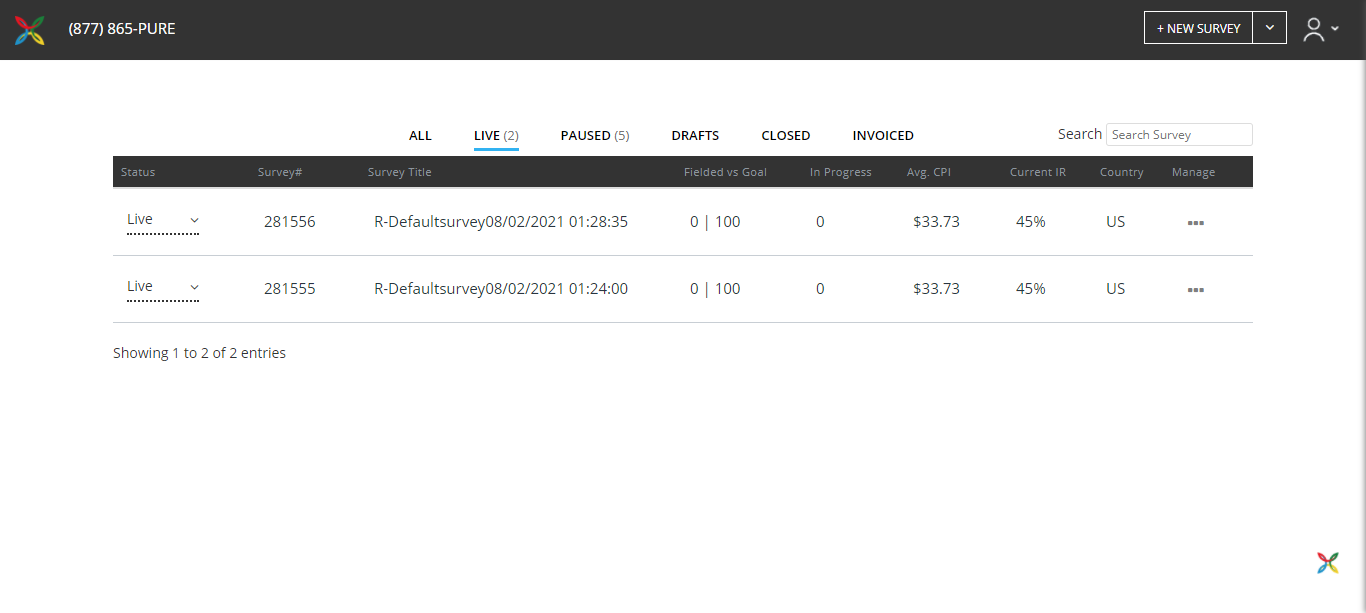 (877) 865-PURE
+ NEW SURVEY
ALL LIVE (2) PAUSED (5) DRAFTS CLOSED INVOICED Search Search Survey
Status Survey# Survey Title Fielded vs Goal In Progress Avg. CPI Current IR Country Manage
Live 281556 R-Defaultsurvey08/02/2021 01:28:35 0 | 100 0 $33.73 45% US
Live 281555 R-Defaultsurvey08/02/2021 01:24:00 0 | 100 0 $33.73 45% US
Showing 1 to 2 of 2 entries